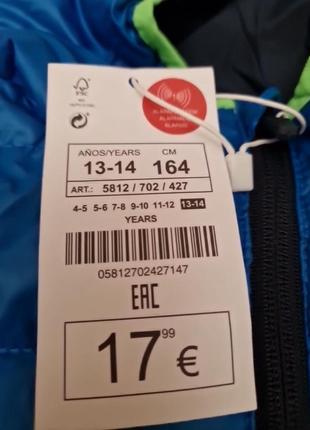 FSC
AÑOS/YEARS CM
13-14 164
ART.: 5812 / 702 / 427
4-5 5-6 7-8 9-10 11-12 13-14
YEARS
05812702427147
EAC
17,99 €